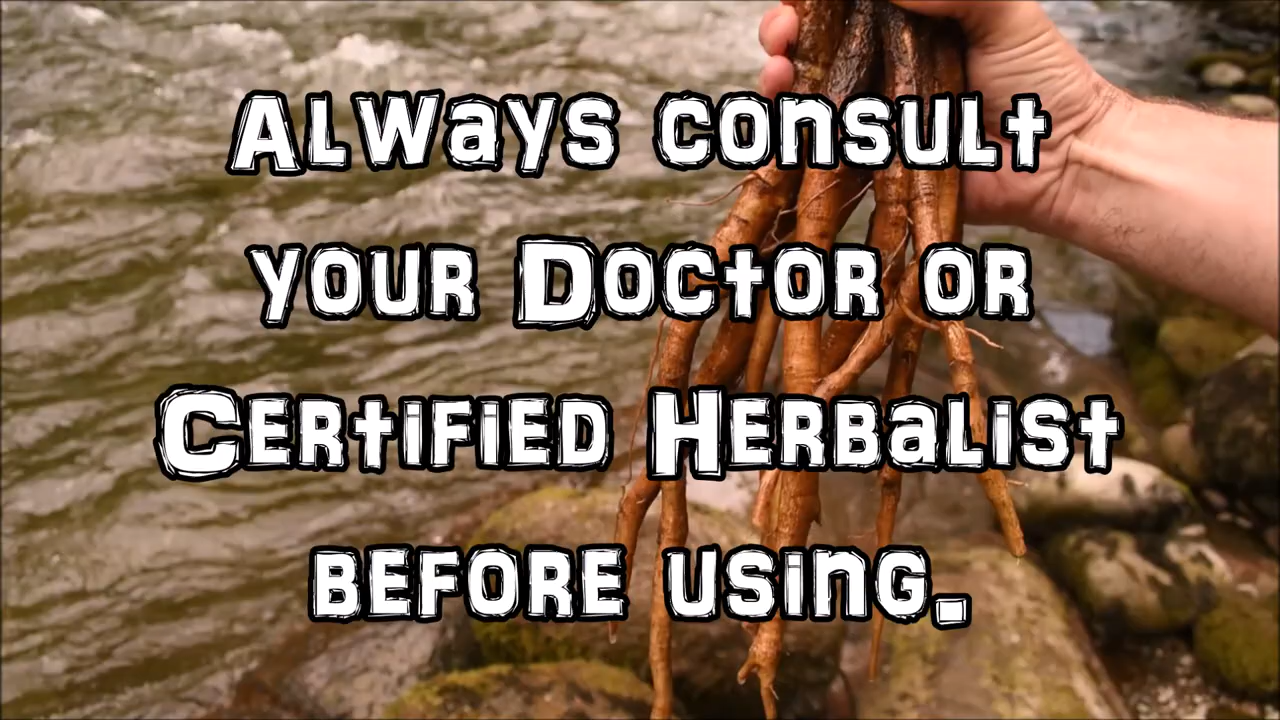 Always consult
your Doctor or
Certified Herbalist
before using.